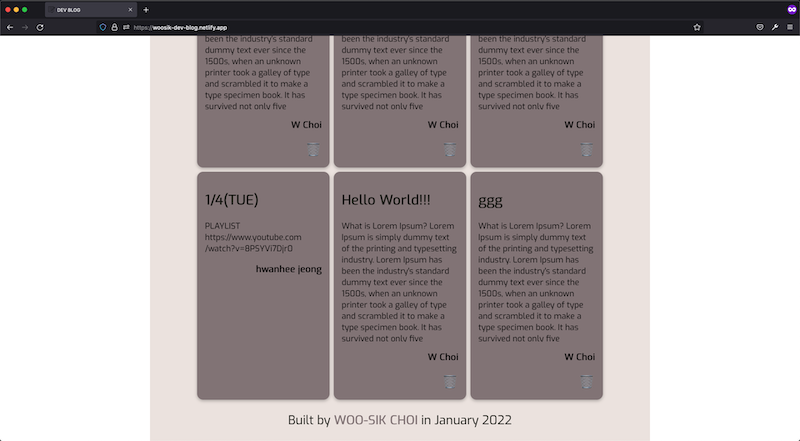 DEV BLOG
https://woosik-dev-blog.netlify.app
been the industry's standard
dummy text ever since the
1500s, when an unknown
printer took a galley of type
and scrambled it to make a
type specimen book. It has
survived not only five
W Choi
been the industry's standard
dummy text ever since the
1500s, when an unknown
printer took a galley of type
and scrambled it to make a
type specimen book. It has
survived not only five
W Choi
been the industry's standard
dummy text ever since the
1500s, when an unknown
printer took a galley of type
and scrambled it to make a
type specimen book. It has
survived not only five
W Choi
1/4(TUE)
PLAYLIST
https://www.youtube.com
/watch?v=BPSYVi7Djr0
hwanhee jeong
Hello World!!!
What is Lorem Ipsum? Lorem
Ipsum is simply dummy text
of the printing and typesetting
industry. Lorem Ipsum has
been the industry's standard
dummy text ever since the
1500s, when an unknown
printer took a galley of type
and scrambled it to make a
type specimen book. It has
survived not only five
W Choi
ggg
What is Lorem Ipsum? Lorem
Ipsum is simply dummy text
of the printing and typesetting
industry. Lorem Ipsum has
been the industry's standard
dummy text ever since the
1500s, when an unknown
printer took a galley of type
and scrambled it to make a
type specimen book. It has
survived not only five
W Choi
Built by WOO-SIK CHOI in January 2022